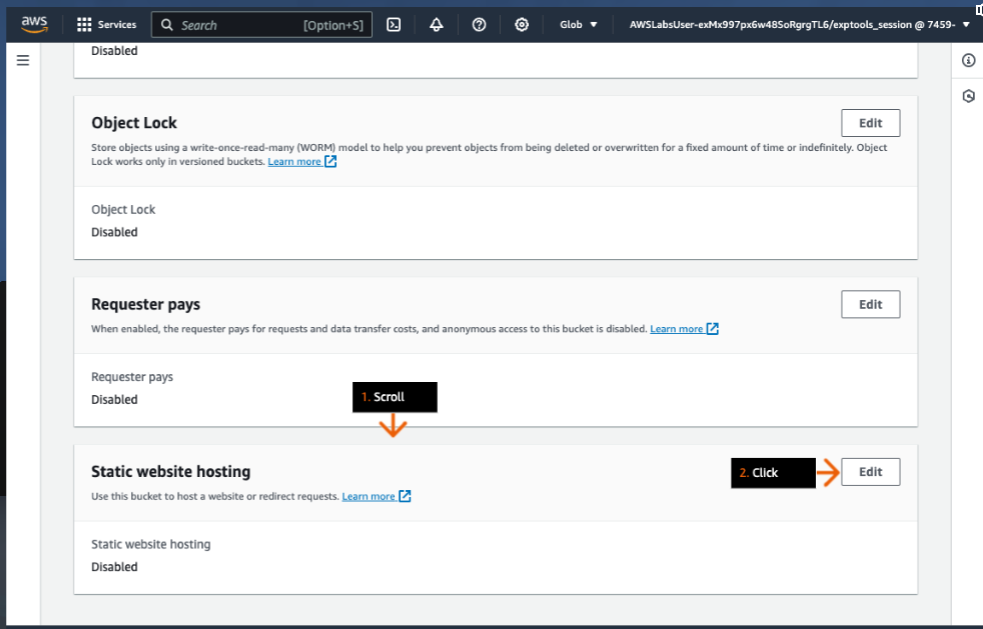 aws
Services
Search [Option+S]
Glob
AWSLabsUser-exMx997px6w48SoRgrgTL6/exptools_session @ 7459-
Disabled
Object Lock
Edit
Store objects using a write-once-read-many (WORM) model to help you prevent objects from being deleted or overwritten for a fixed amount of time or indefinitely. Object
Lock works only in versioned buckets. Learn more
Object Lock
Disabled
Requester pays
Edit
When enabled, the requester pays for requests and data transfer costs, and anonymous access to this bucket is disabled. Learn more
Requester pays
Disabled
1. Scroll
Static website hosting
2. Click
Edit
Use this bucket to host a website or redirect requests. Learn more
Static website hosting
Disabled